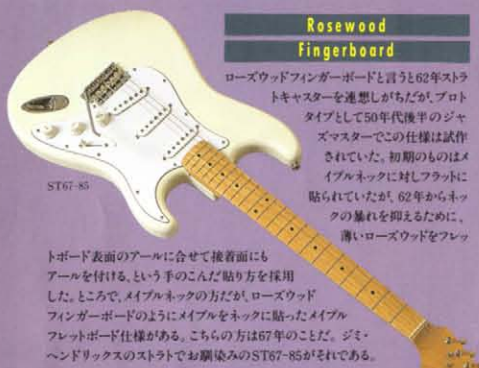 Rosewood
Fingerboard
ローズウッドフィンガーボードと言うと62年ストラ
トキャスターを連想しがちだが、プロト
タイプとして50年代後半のジャ
ズマスターでこの仕様は試作
されていた。初期のものはメ
イプルネックに対しフラットに
貼られていたが、62年からネッ
クの暴れを抑えるために、
薄いローズウッドをフレッ
トボード表面のアールに合せて接着面にも
アールを付ける、という手のこんだ貼り方を採用
した。ところで、メイプルネックの方だが、ローズウッド
フィンガーボードのようにメイプルをネックに貼ったメイプル
フレットボード仕様がある。こちらの方は67年のことだ。ジミ・
ヘンドリックスのストラトでお馴染みのST67-85がそれである。
ST67-85